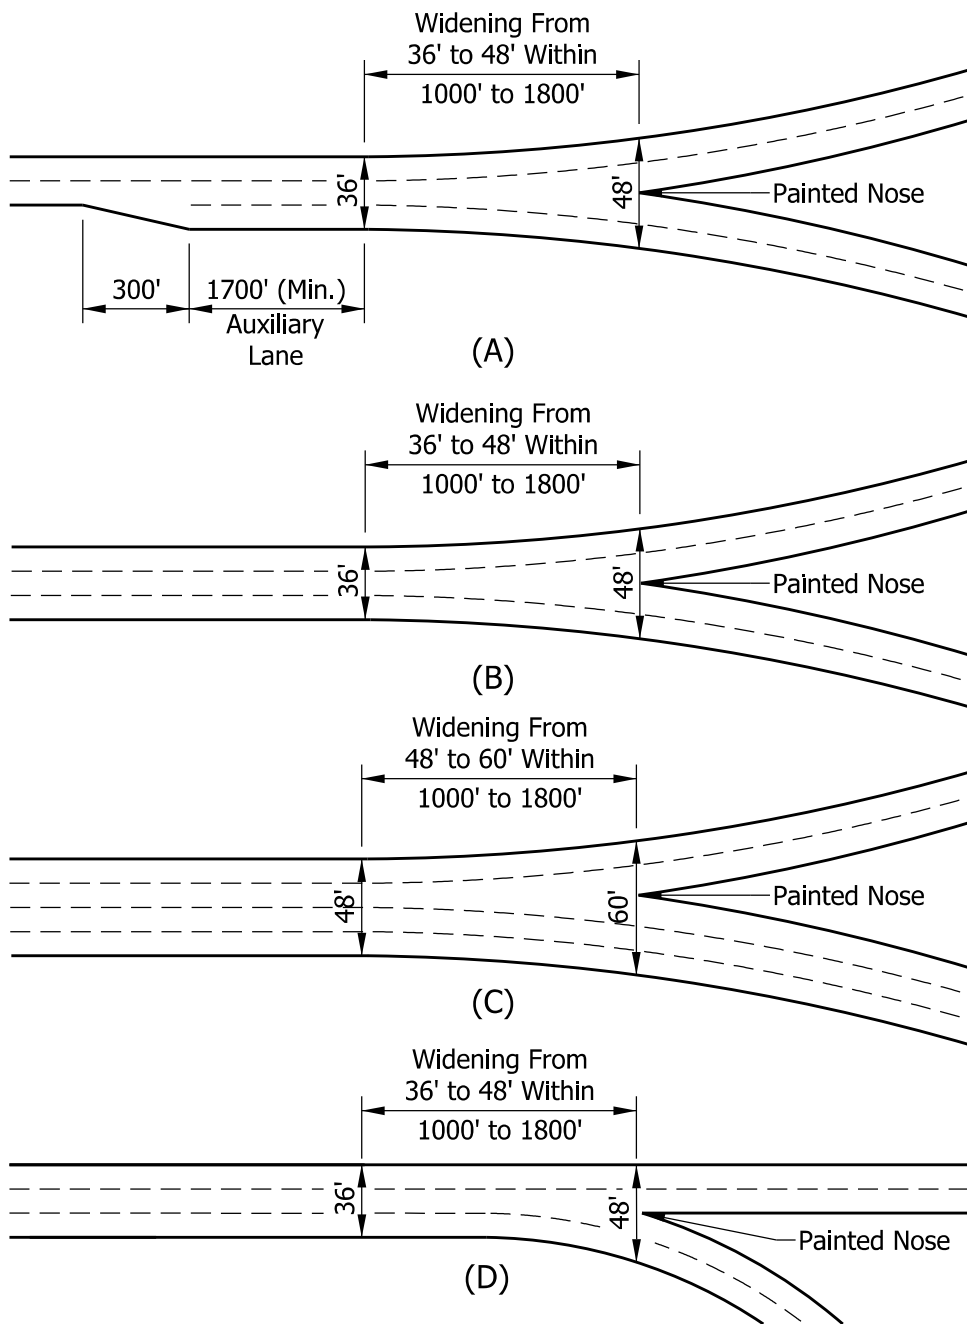 Widening From
36' to 48' Within
1000' to 1800'
36'
48'
Painted Nose
300'
1700' (Min.)
Auxiliary
Lane
(A)
Widening From
36' to 48' Within
1000' to 1800'
36'
48'
Painted Nose
(B)
Widening From
48' to 60' Within
1000' to 1800'
48'
60'
Painted Nose
(C)
Widening From
36' to 48' Within
1000' to 1800'
36'
48'
Painted Nose
(D)